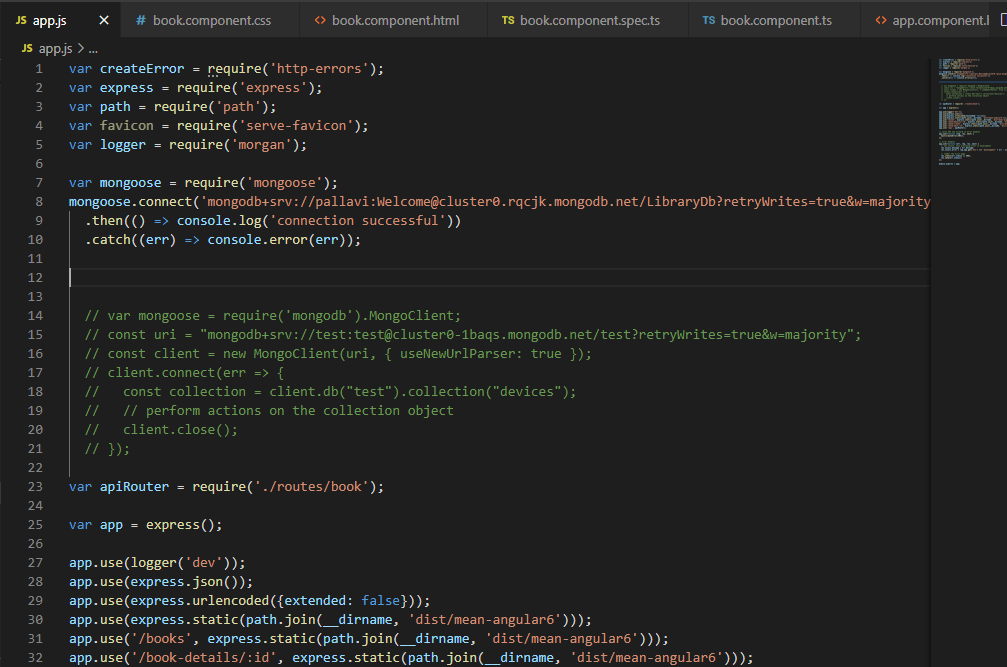 JS app.js × # book.component.css <> book.component.html TS book.component.spec.ts TS book.component.ts <> app.component.
JS app.js > ...
1 var createError = require('http-errors');
2 var express = require('express');
3 var path = require('path');
4 var favicon = require('serve-favicon');
5 var logger = require('morgan');
6
7 var mongoose = require('mongoose');
8 mongoose.connect('mongodb+srv://pallavi:Welcome@cluster0.rqcjk.mongodb.net/LibraryDb?retryWrites=true&w=majority
9 .then(() => console.log('connection successful'))
10 .catch((err) => console.error(err));
11
12
13
14 // var mongoose = require('mongodb').MongoClient;
15 // const uri = "mongodb+srv://test:test@cluster0-1baqs.mongodb.net/test?retryWrites=true&w=majority";
16 // const client = new MongoClient(uri, { useNewUrlParser: true });
17 // client.connect(err => {
18 //   const collection = client.db("test").collection("devices");
19 //   // perform actions on the collection object
20 //   client.close();
21 // });
22
23 var apiRouter = require('./routes/book');
24
25 var app = express();
26
27 app.use(logger('dev'));
28 app.use(express.json());
29 app.use(express.urlencoded({extended: false}));
30 app.use(express.static(path.join(__dirname, 'dist/mean-angular6')));
31 app.use('/books', express.static(path.join(__dirname, 'dist/mean-angular6')));
32 app.use('/book-details/:id', express.static(path.join(__dirname, 'dist/mean-angular6')));